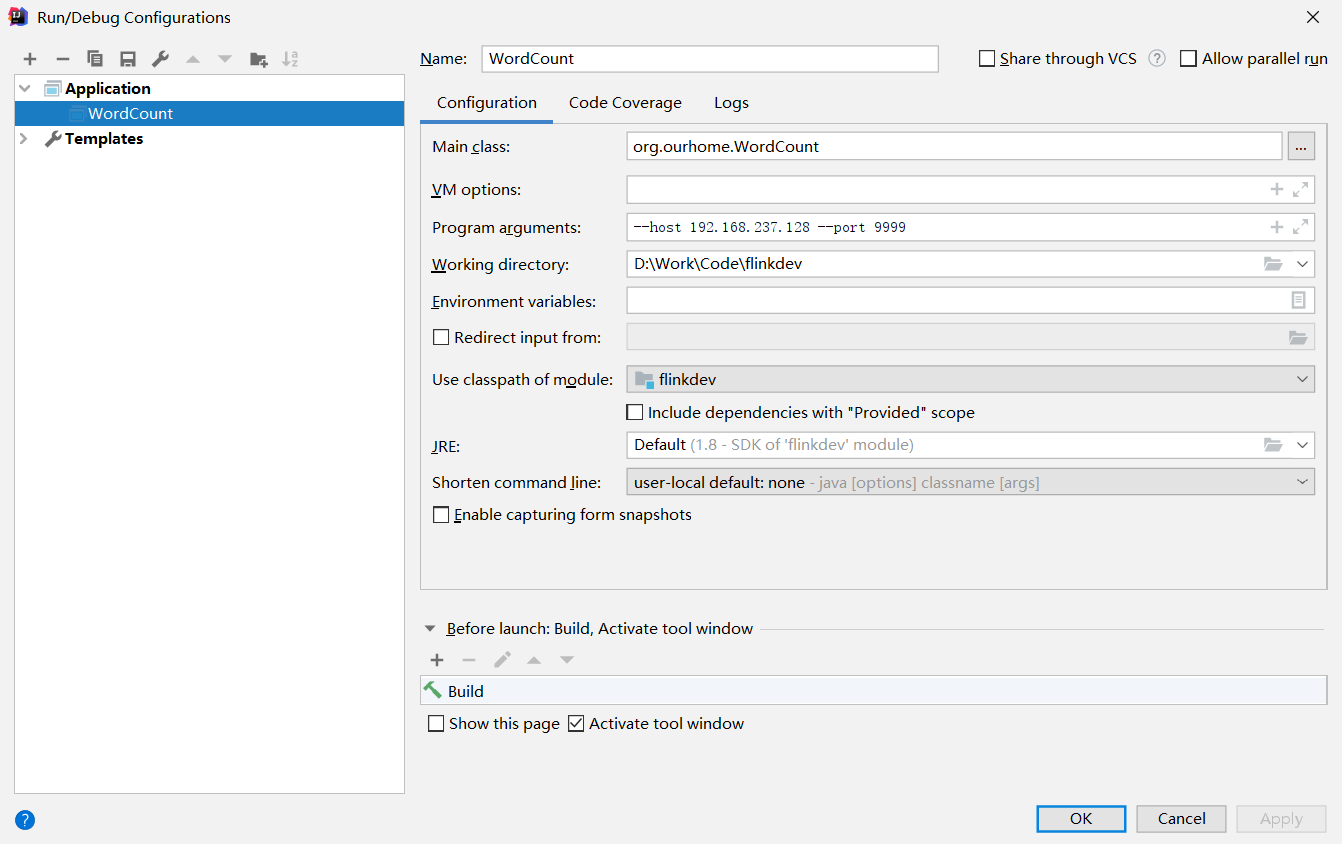 Run/Debug Configurations
Application
WordCount
Templates
Name: WordCount Share through VCS ? Allow parallel run
Configuration Code Coverage Logs
Main class: org.ourhome.WordCount ...
VM options:
Program arguments: --host 192.168.237.128 --port 9999
Working directory: D:\Work\Code\flinkdev
Environment variables:
Redirect input from:
Use classpath of module: flinkdev
Include dependencies with "Provided" scope
JRE: Default (1.8 - SDK of 'flinkdev' module)
Shorten command line: user-local default: none - java [options] classname [args]
Enable capturing form snapshots
Before launch: Build, Activate tool window
Build
Show this page Activate tool window
? OK Cancel Apply